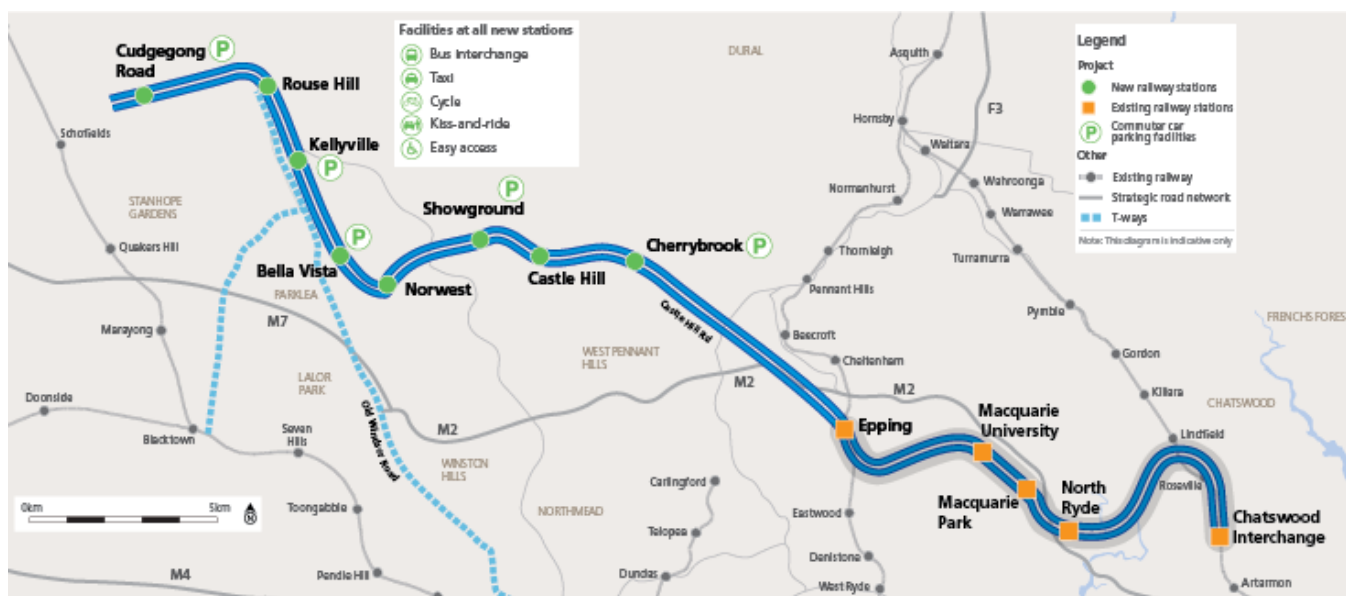 Facilities at all new stations
Bus interchange
Taxi
Cycle
Kiss-and-ride
Easy access
Legend
Project
New railway stations
Existing railway stations
P
Commuter car
parking facilities
Other
Existing railway
Strategic road network
T-ways
Note: This diagram is indicative only
Cudgegong
Road
P
Rouse Hill
Kellyville
P
Bella Vista
P
Norwest
Showground
P
Castle Hill
Cherrybrook
P
Castle Hill Rd
Epping
Macquarie
University
Macquarie
Park
North
Ryde
Chatswood
Interchange
DURAL
STANHOPE
GARDENS
PARKLEA
LALOR
PARK
WINSTON
HILLS
NORTHMEAD
WEST PENNANT
HILLS
FRENCHS FORES
CHATSWOOD
Schofields
Quakers Hill
Marayong
Doonside
Blacktown
Seven
Hills
Toongabbie
Pendle Hill
Old Windsor Road
M7
M2
M2
M2
M4
F3
Asquith
Hornsby
Waitara
Wahroonga
Warrawee
Turramurra
Pymble
Gordon
Killara
Lindfield
Roseville
Artarmon
Normanhurst
Thornleigh
Pennant Hills
Beecroft
Cheltenham
Eastwood
Denistone
West Ryde
Carlingford
Telopea
Dundas
0km
5km
N